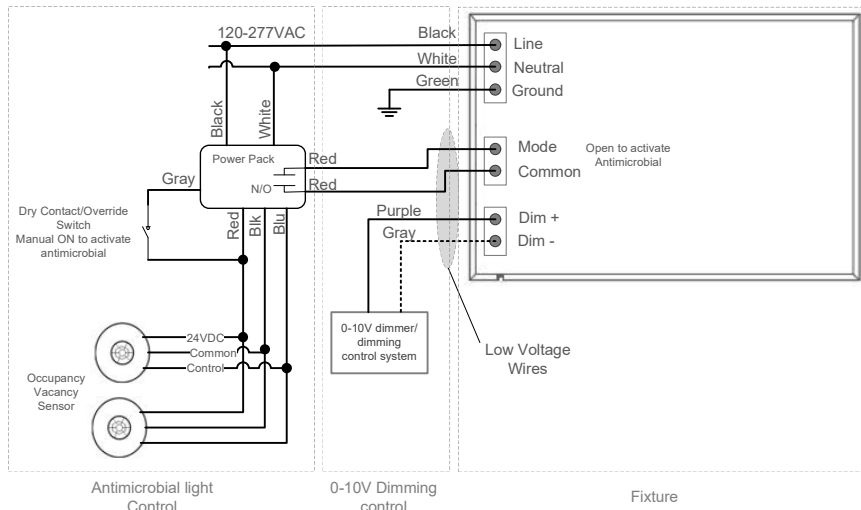 120-277VAC
Black
White
Green
Line
Neutral
Ground
Black
White
Power Pack
N/O
Red
Red
Gray
Mode
Common
Open to activate
Antimicrobial
Dry Contact/Override
Switch
Manual ON to activate
antimicrobial
Red
Blk
Blu
Purple
Gray
Dim +
Dim -
0-10V dimmer/
dimming
control system
Low Voltage
Wires
24VDC
Common
Control
Occupancy
Vacancy
Sensor
Antimicrobial light
Control
0-10V Dimming
control
Fixture